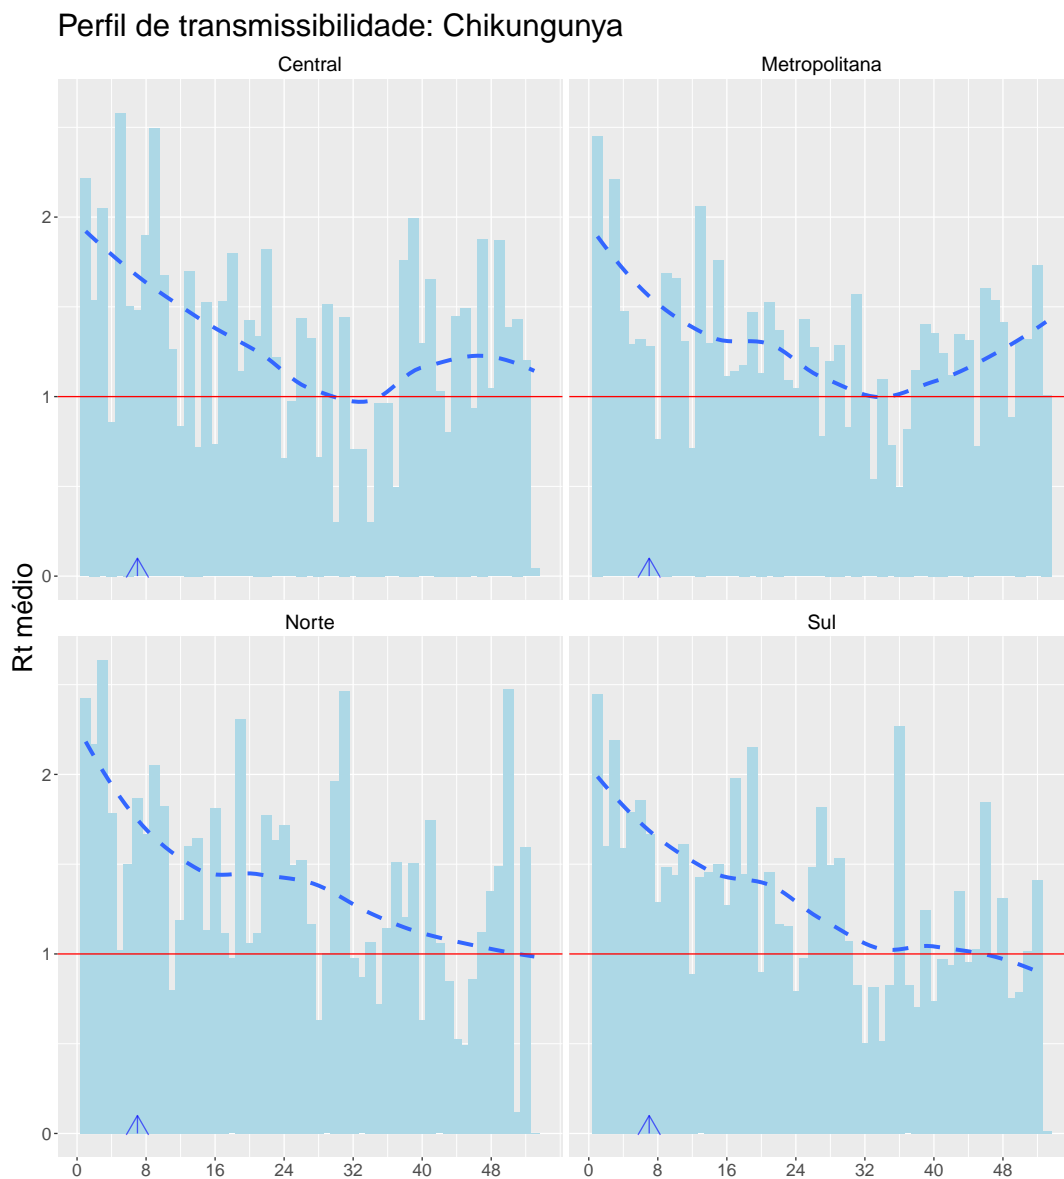 Perfil de transmissibilidade: Chikungunya
Central
Metropolitana
2
1
0
Rt médio
Norte
Sul
2
1
0
0 8 16 24 32 40 48
0 8 16 24 32 40 48